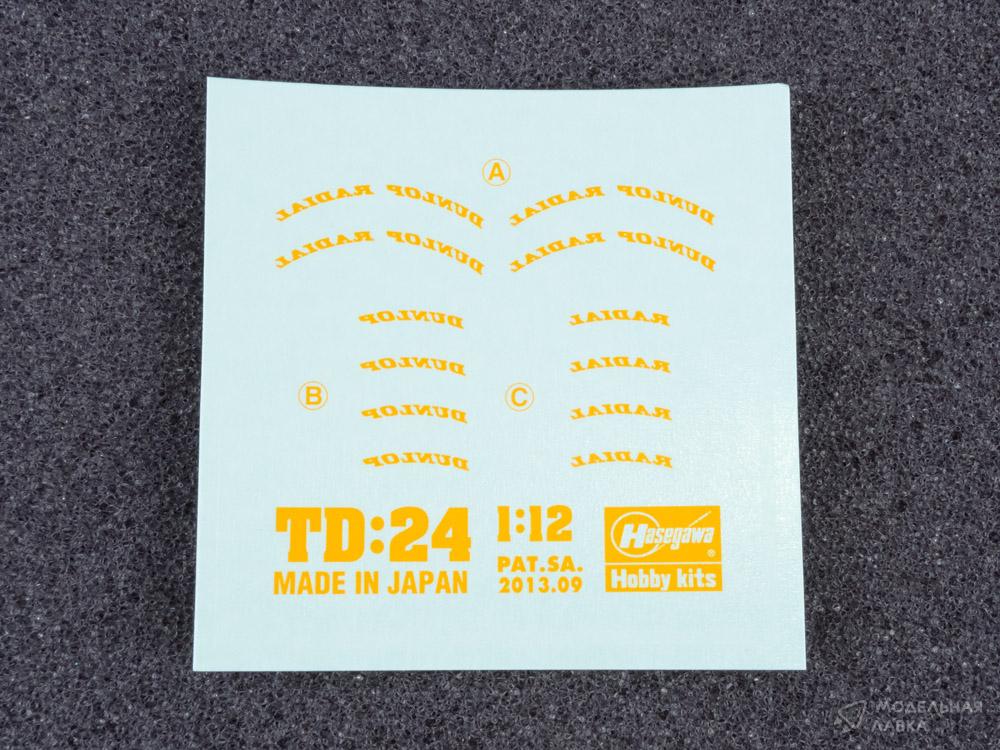 A
DUNLOP RADIAL DUNLOP RADIAL
DUNLOP RADIAL DUNLOP RADIAL
DUNLOP RADIAL
DUNLOP RADIAL
B C
DUNLOP RADIAL
DUNLOP RADIAL
TD:24 1:12 Hasegawa ®
PAT.SA.
MADE IN JAPAN 2013.09 Hobby kits
МОДЕЛЬНАЯ
ЛАВКА